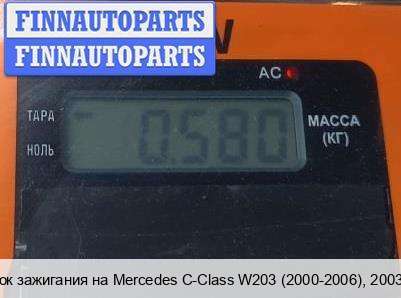 FINNAUTOPARTS
FINNAUTOPARTS
AC
ТАРА
0.580
МАССА
(КГ)
НОЛЬ
ок зажигания на Mercedes C-Class W203 (2000-2006), 2003